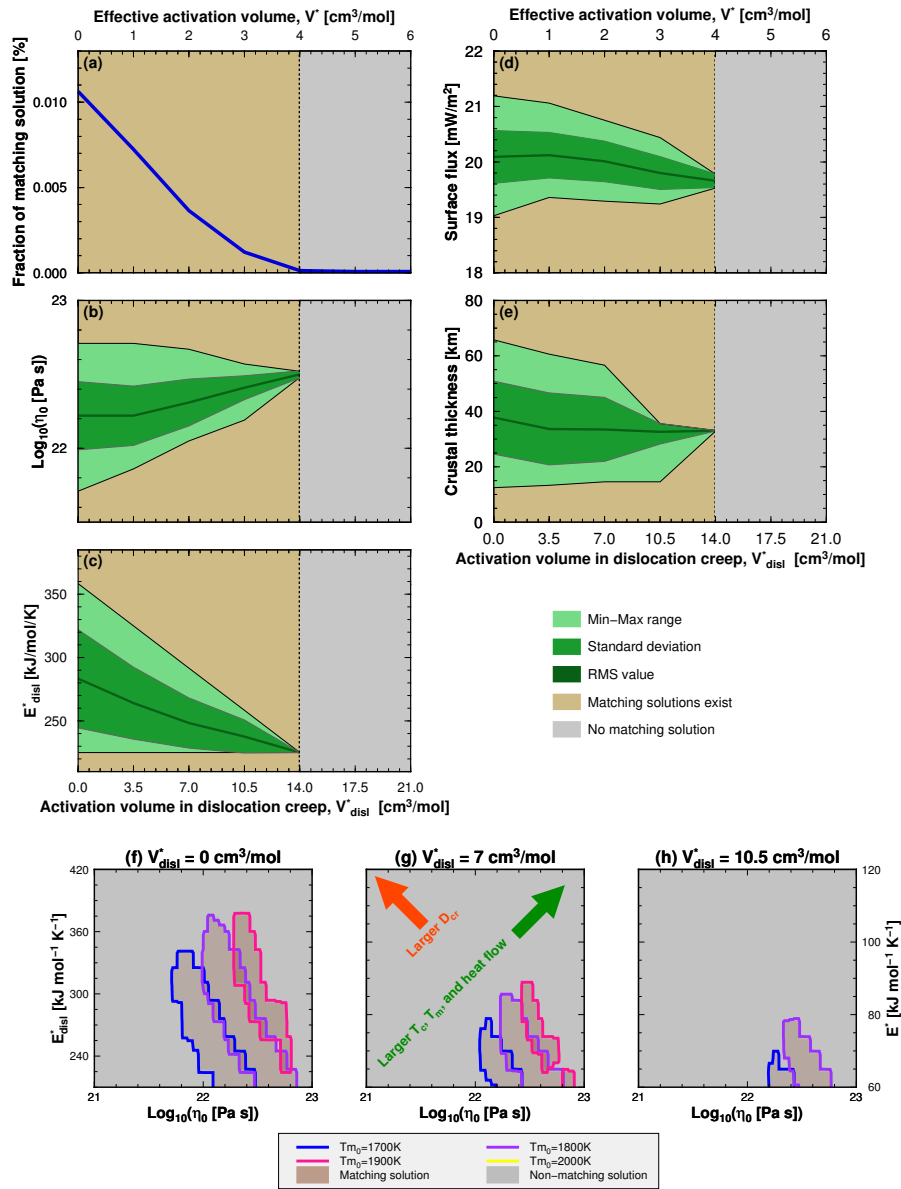 Effective activation volume, V* [cm³/mol]
0 1 2 3 4 5 6
(a)
Fraction of matching solution [%]
0.010
0.005
0.000
Effective activation volume, V* [cm³/mol]
0 1 2 3 4 5 6
(d)
Surface flux [mW/m²]
22
21
20
19
18
(b)
Log₁₀(η₀ [Pa s])
23
22
(e)
Crustal thickness [km]
80
60
40
20
0
0.0 3.5 7.0 10.5 14.0 17.5 21.0
Activation volume in dislocation creep, V*disl [cm³/mol]
(c)
E*disl [kJ/mol/K]
350
300
250
0.0 3.5 7.0 10.5 14.0 17.5 21.0
Activation volume in dislocation creep, V*disl [cm³/mol]
Min−Max range
Standard deviation
RMS value
Matching solutions exist
No matching solution
(f) V*disl = 0 cm³/mol
E*disl [kJ mol⁻¹ K⁻¹]
420
360
300
240
21 22 23
Log₁₀(η₀ [Pa s])
(g) V*disl = 7 cm³/mol
Larger Dcr
Larger Tc, Tm, and heat flow
21 22 23
Log₁₀(η₀ [Pa s])
(h) V*disl = 10.5 cm³/mol
120
100
80
60
E* [kJ mol⁻¹ K⁻¹]
21 22 23
Log₁₀(η₀ [Pa s])
Tm₀=1700K
Tm₀=1800K
Tm₀=1900K
Tm₀=2000K
Matching solution
Non-matching solution